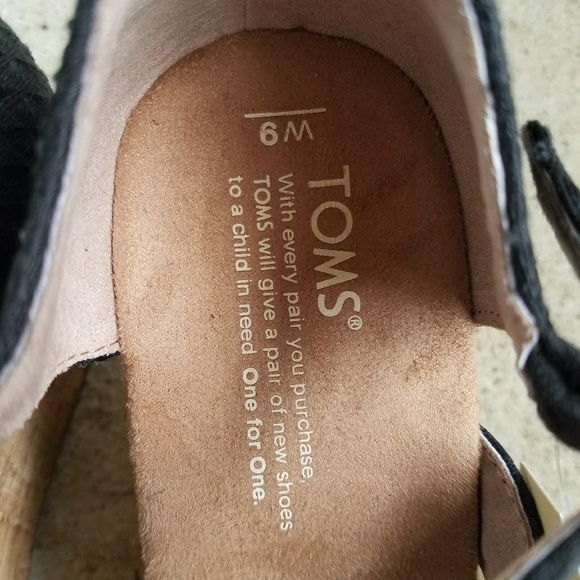 W 6
TOMS®
With every pair you purchase,
TOMS will give a pair of new shoes
to a child in need One for One.